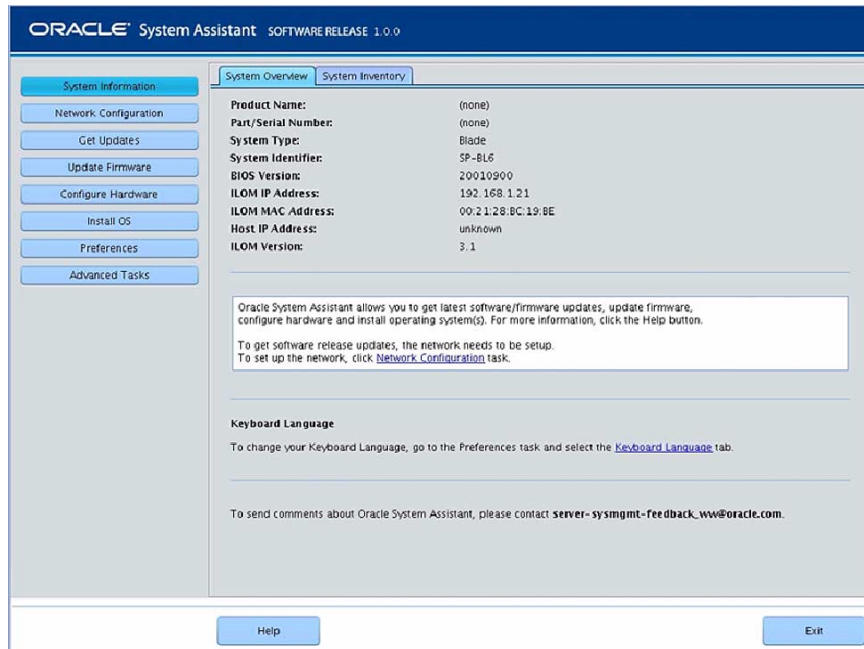 ORACLE® System Assistant SOFTWARE RELEASE 1.0.0
System Information
Network Configuration
Get Updates
Update Firmware
Configure Hardware
Install OS
Preferences
Advanced Tasks
System Overview
System Inventory
Product Name: (none)
Part/Serial Number: (none)
System Type: Blade
System Identifier: SP-BL6
BIOS Version: 20010900
ILOM IP Address: 192.168.1.21
ILOM MAC Address: 00:21:28:BC:19:BE
Host IP Address: unknown
ILOM Version: 3.1
Oracle System Assistant allows you to get latest software/firmware updates, update firmware,
configure hardware and install operating system(s). For more information, click the Help button.
To get software release updates, the network needs to be setup.
To set up the network, click Network Configuration task.
Keyboard Language
To change your Keyboard Language, go to the Preferences task and select the Keyboard Language tab.
To send comments about Oracle System Assistant, please contact server-sysmgmt-feedback_ww@oracle.com.
Help
Exit